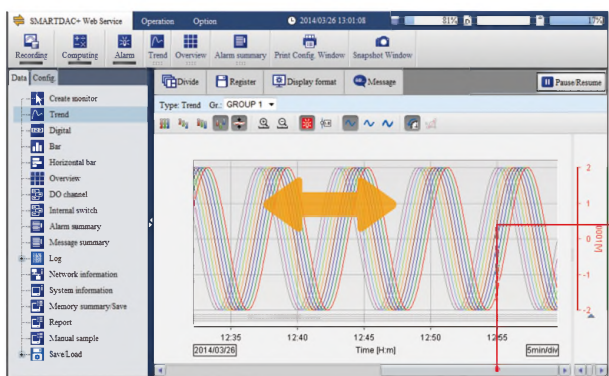 SMARTDAC+ Web Service Operation Option 2014/03/26 13:01:08 81% 17%
Recording Computing Alarm Trend Overview Alarm summary Print Config. Window Snapshot Window
Data Config. Divide Register Display format Message Pause/Resume
Create monitor
Type: Trend Gr.: GROUP 1
Trend
Digital
Bar
Horizontal bar
Overview
DO channel
Internal switch
Alarm summary
Message summary
Log
Network information
System information
Memory summary/Save
Report
Manual sample
Save/Load
2
1
0
-1
-2
12:35 12:40 12:45 12:50 12:55
2014/03/26 Time [H:m] 5min/div